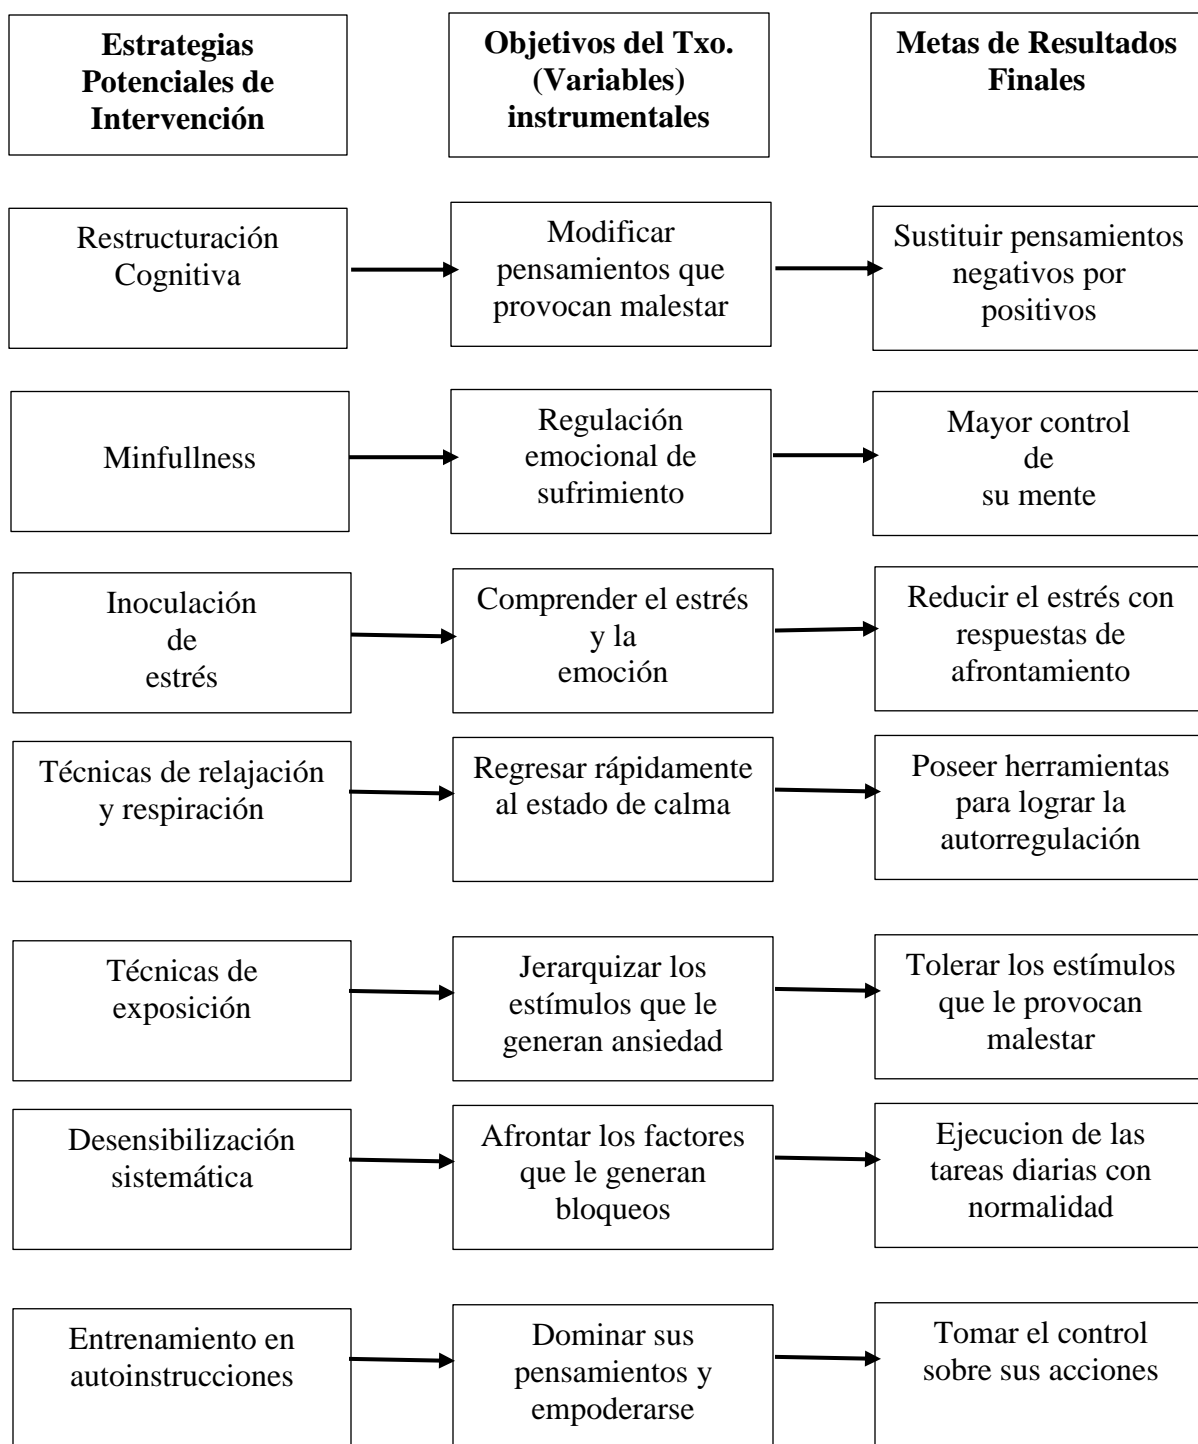 Estrategias
Potenciales de
Intervención
Objetivos del Txo.
(Variables)
instrumentales
Metas de Resultados
Finales
Restructuración
Cognitiva
Modificar
pensamientos que
provocan malestar
Sustituir pensamientos
negativos por
positivos
Minfullness
Regulación
emocional de
sufrimiento
Mayor control
de
su mente
Inoculación
de
estrés
Comprender el estrés
y la
emoción
Reducir el estrés con
respuestas de
afrontamiento
Técnicas de relajación
y respiración
Regresar rápidamente
al estado de calma
Poseer herramientas
para lograr la
autorregulación
Técnicas de
exposición
Jerarquizar los
estímulos que le
generan ansiedad
Tolerar los estímulos
que le provocan
malestar
Desensibilización
sistemática
Afrontar los factores
que le generan
bloqueos
Ejecucion de las
tareas diarias con
normalidad
Entrenamiento en
autoinstrucciones
Dominar sus
pensamientos y
empoderarse
Tomar el control
sobre sus acciones